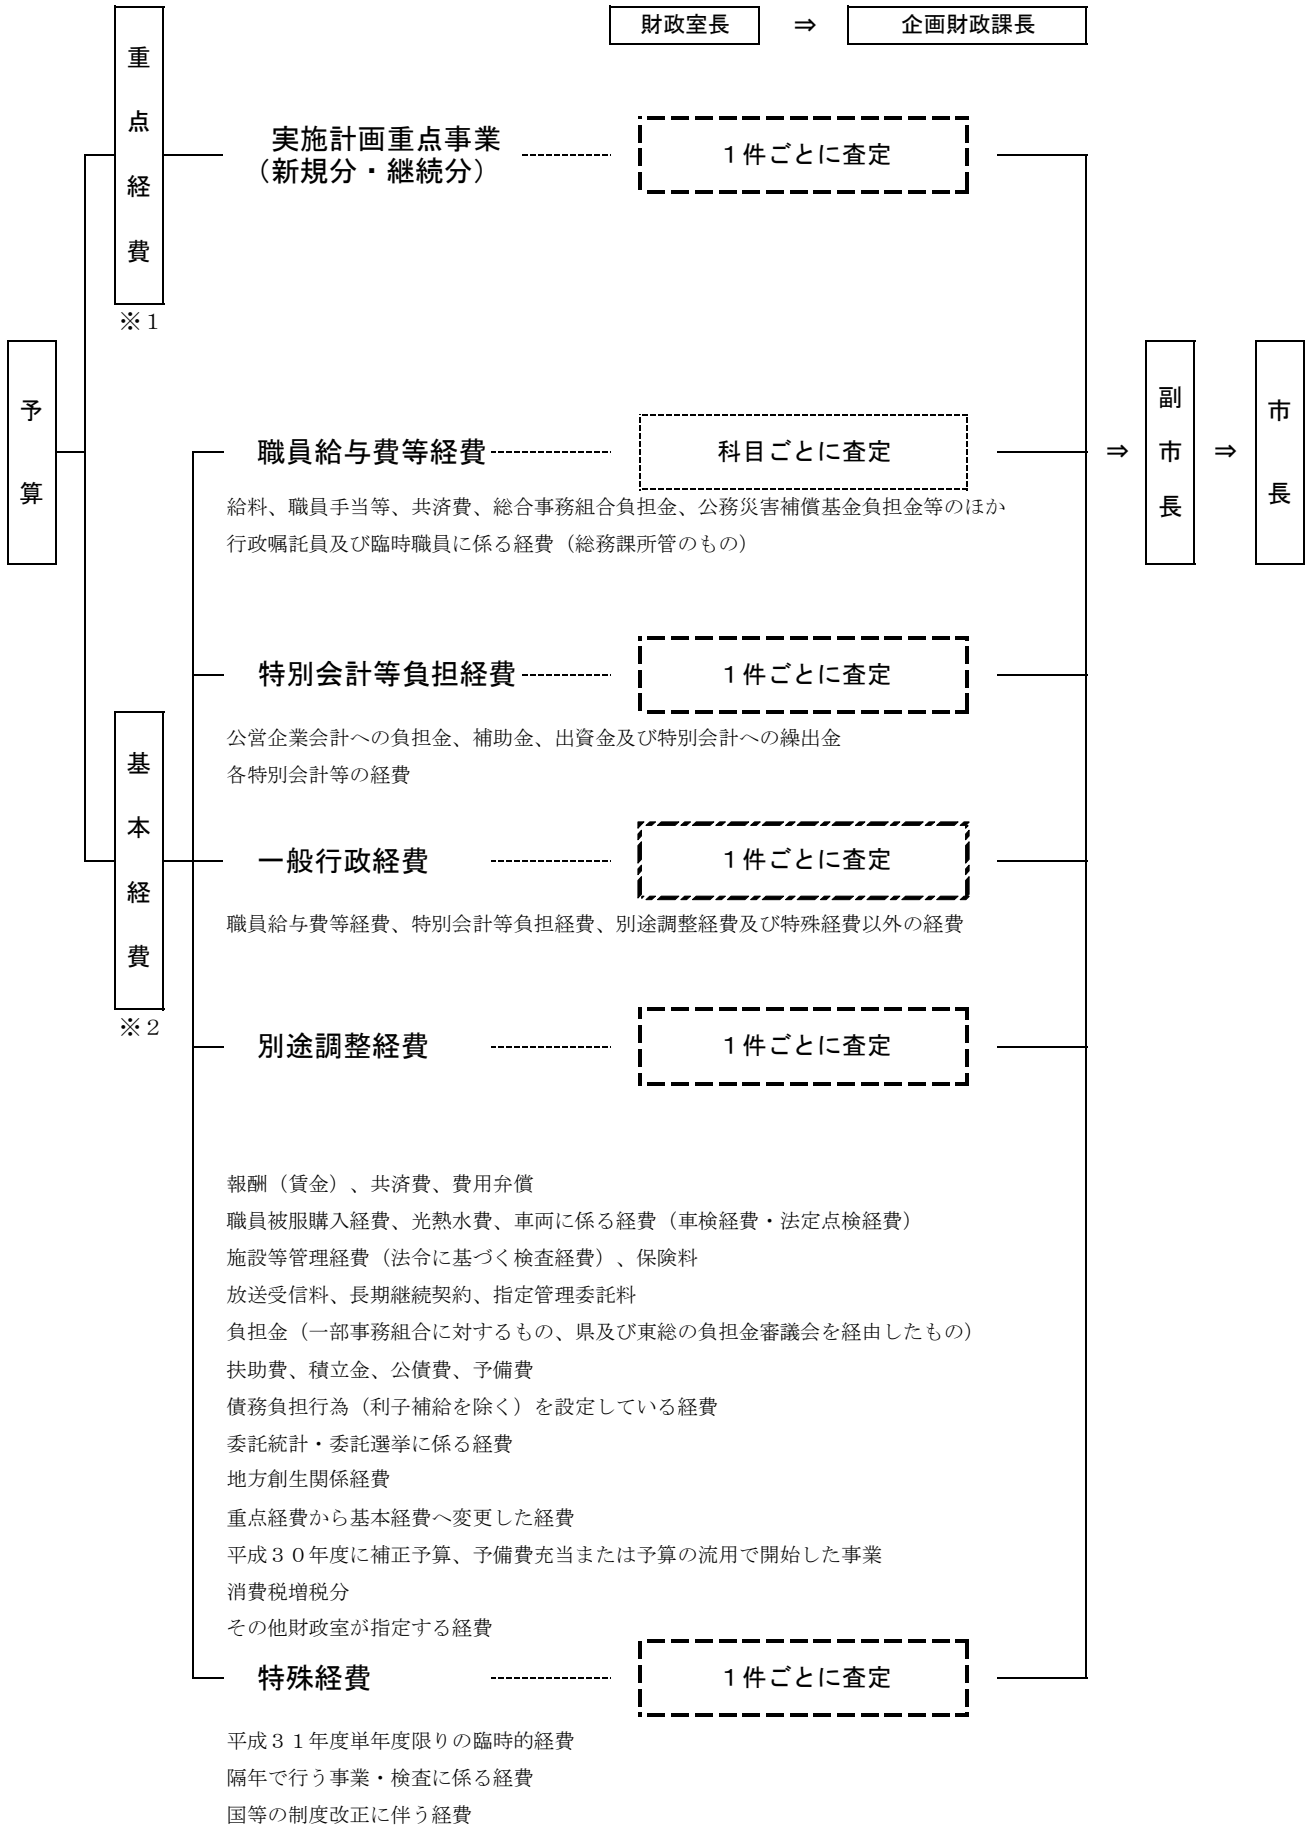 財政室長 ⇒ 企画財政課長
重点経費
※１
実施計画重点事業
（新規分・継続分）
１件ごとに査定
予算
職員給与費等経費
科目ごとに査定
⇒ 副市長 ⇒ 市長
給料、職員手当等、共済費、総合事務組合負担金、公務災害補償基金負担金等のほか
行政嘱託員及び臨時職員に係る経費（総務課所管のもの）
特別会計等負担経費
１件ごとに査定
公営企業会計への負担金、補助金、出資金及び特別会計への繰出金
各特別会計等の経費
基本経費
※２
一般行政経費
１件ごとに査定
職員給与費等経費、特別会計等負担経費、別途調整経費及び特殊経費以外の経費
別途調整経費
１件ごとに査定
報酬（賃金）、共済費、費用弁償
職員被服購入経費、光熱水費、車両に係る経費（車検経費・法定点検経費）
施設等管理経費（法令に基づく検査経費）、保険料
放送受信料、長期継続契約、指定管理委託料
負担金（一部事務組合に対するもの、県及び東総の負担金審議会を経由したもの）
扶助費、積立金、公債費、予備費
債務負担行為（利子補給を除く）を設定している経費
委託統計・委託選挙に係る経費
地方創生関係経費
重点経費から基本経費へ変更した経費
平成３０年度に補正予算、予備費充当または予算の流用で開始した事業
消費税増税分
その他財政室が指定する経費
特殊経費
１件ごとに査定
平成３１年度単年度限りの臨時的経費
隔年で行う事業・検査に係る経費
国等の制度改正に伴う経費